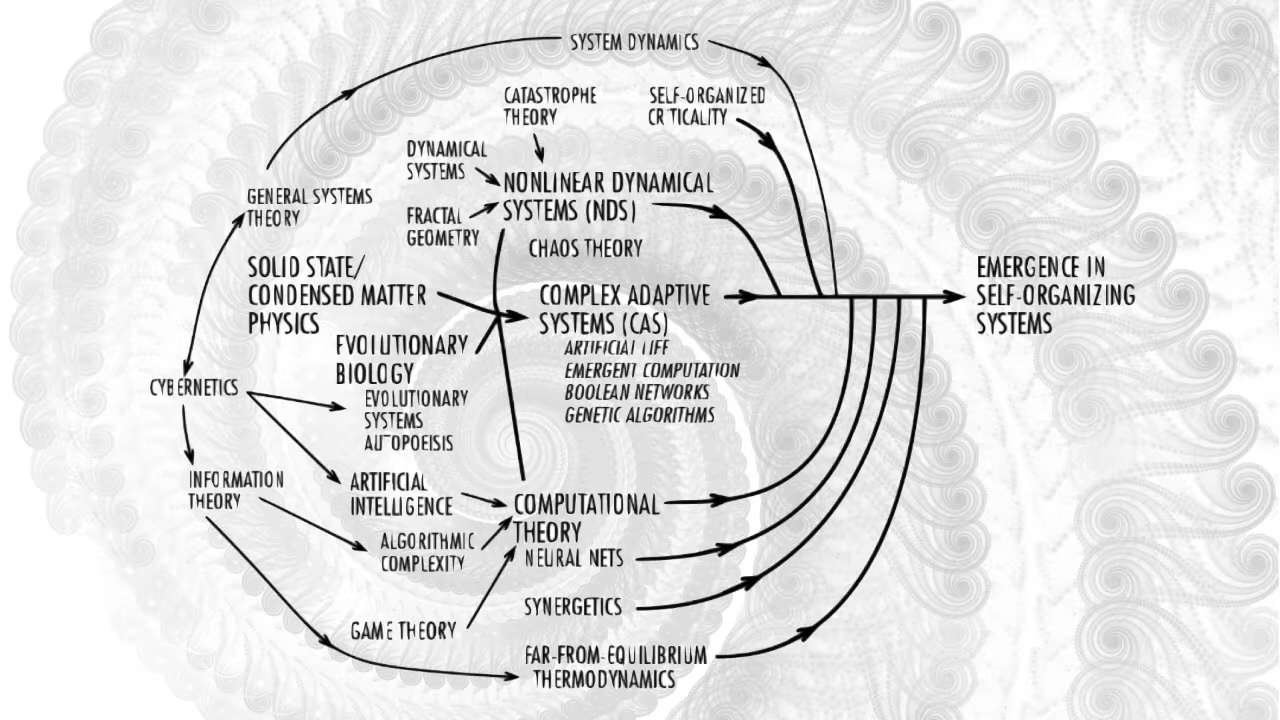 SYSTEM DYNAMICS
CATASTROPHE
THEORY
SELF-ORGANIZED
CRITICALITY
DYNAMICAL
SYSTEMS
NONLINEAR DYNAMICAL
SYSTEMS (NDS)
GENERAL SYSTEMS
THEORY
FRACTAL
GEOMETRY
CHAOS THEORY
SOLID STATE/
CONDENSED MATTER
PHYSICS
COMPLEX ADAPTIVE
SYSTEMS (CAS)
ARTIFICIAL LIFE
EMERGENT COMPUTATION
BOOLEAN NETWORKS
GENETIC ALGORITHMS
EMERGENCE IN
SELF-ORGANIZING
SYSTEMS
EVOLUTIONARY
BIOLOGY
EVOLUTIONARY
SYSTEMS
AUTOPOEISIS
CYBERNETICS
INFORMATION
THEORY
ARTIFICIAL
INTELLIGENCE
COMPUTATIONAL
THEORY
ALGORITHMIC
COMPLEXITY
NEURAL NETS
SYNERGETICS
GAME THEORY
FAR-FROM-EQUILIBRIUM
THERMODYNAMICS